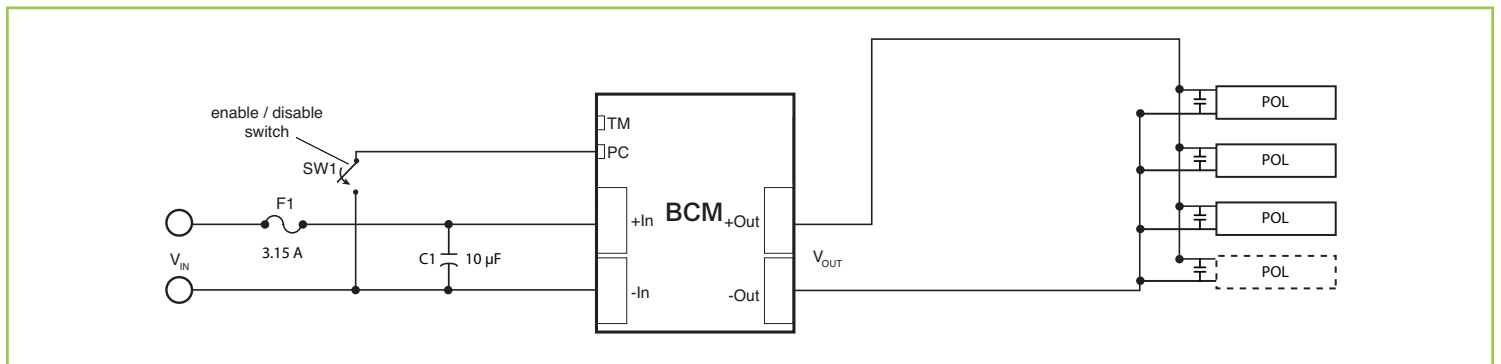 enable / disable
switch
SW1
F1
3.15 A
V_IN
C1
10 µF
TM
PC
+In
-In
BCM
+Out
-Out
V_OUT
POL
POL
POL
POL